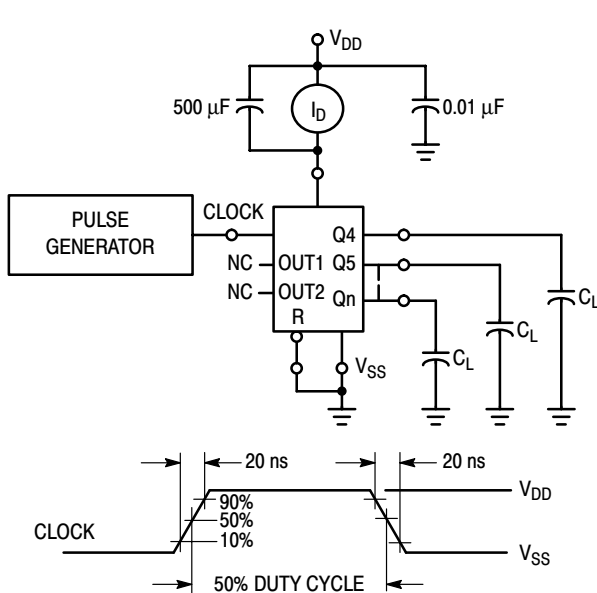 V_DD
500 μF
I_D
0.01 μF
PULSE
GENERATOR
CLOCK
Q4
NC
OUT1
Q5
NC
OUT2
Qn
R
C_L
C_L
C_L
V_SS
20 ns
20 ns
90%
50%
10%
CLOCK
V_DD
V_SS
50% DUTY CYCLE